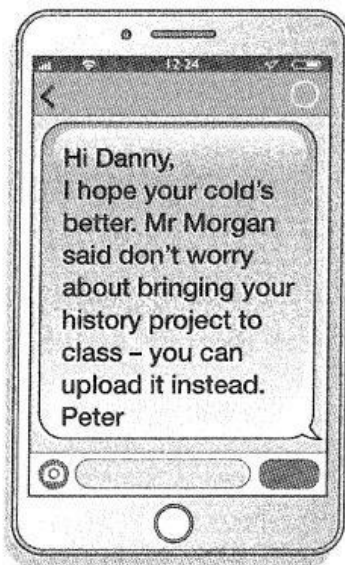 12:24
Hi Danny,
I hope your cold's
better. Mr Morgan
said don't worry
about bringing your
history project to
class – you can
upload it instead.
Peter